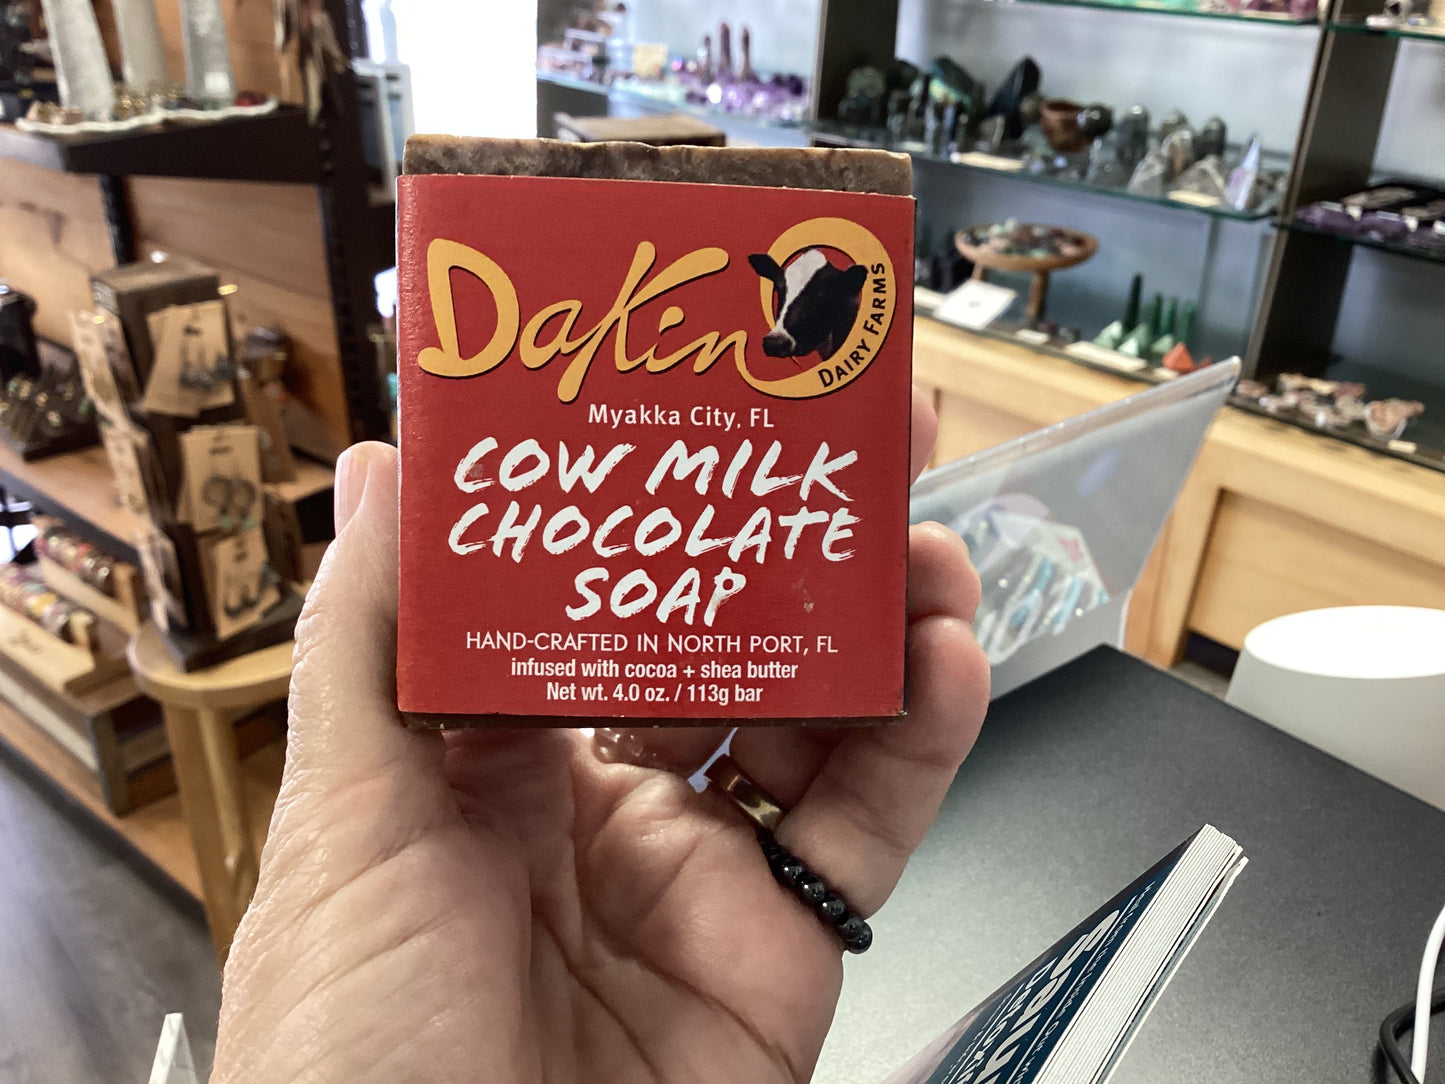 Dakin
DAIRY FARMS
Myakka City, FL
COW MILK
CHOCOLATE
SOAP
HAND-CRAFTED IN NORTH PORT, FL
infused with cocoa + shea butter
Net wt. 4.0 oz. / 113g bar